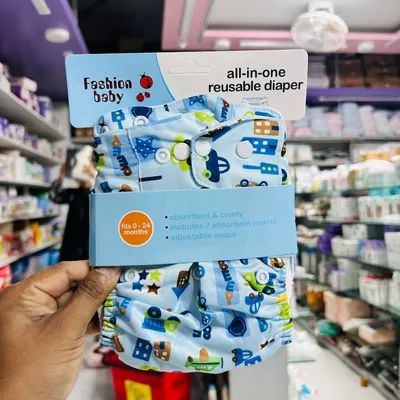 Fashion
baby
all-in-one
reusable diaper
fits 0 - 24
months
• absorbent & comfy
• includes 2 absorbent inserts
• adjustable snaps